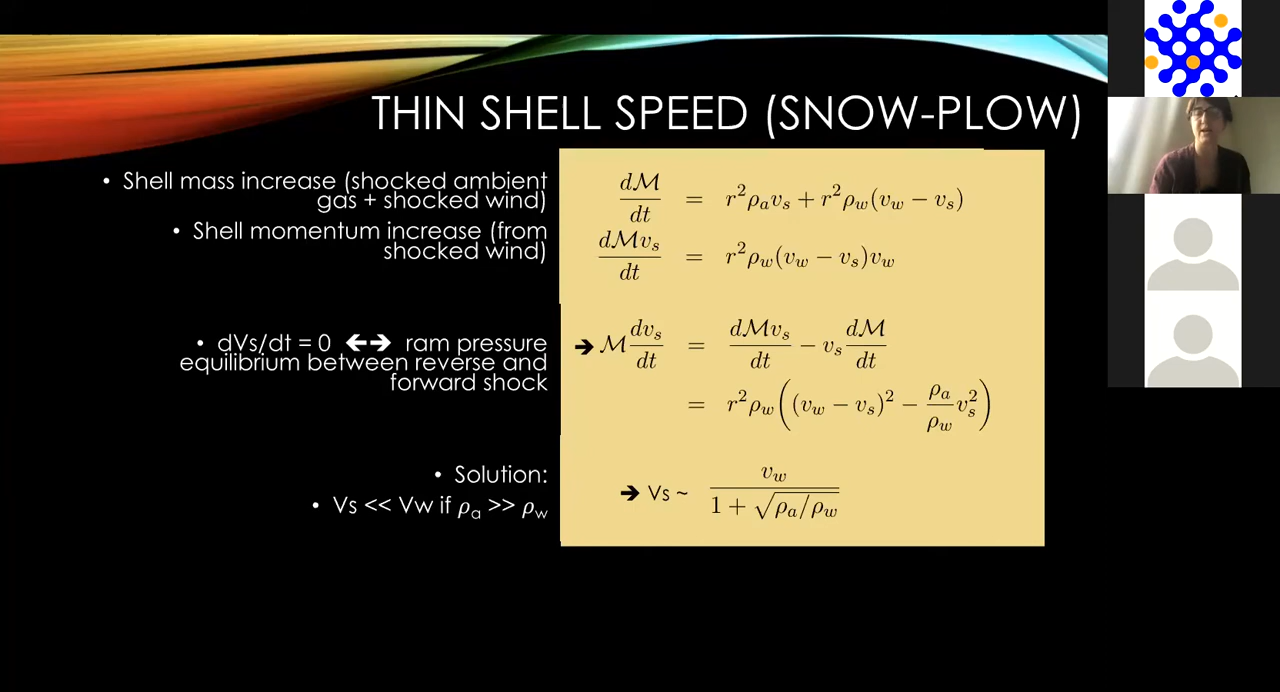 THIN SHELL SPEED (SNOW-PLOW)
• Shell mass increase (shocked ambient
gas + shocked wind)
• Shell momentum increase (from
shocked wind)
• dVs/dt = 0 🡨🡪 ram pressure
equilibrium between reverse and
forward shock
• Solution:
• Vs << Vw if ρₐ >> ρ_w
d𝓜/dt = r²ρₐvₛ + r²ρ_w(v_w − vₛ)
d𝓜vₛ/dt = r²ρ_w(v_w − vₛ)v_w
➔ 𝓜 dvₛ/dt = d𝓜vₛ/dt − vₛ d𝓜/dt
= r²ρ_w((v_w − vₛ)² − ρₐ/ρ_w vₛ²)
➔ Vs ~ v_w/(1 + √(ρₐ/ρ_w))